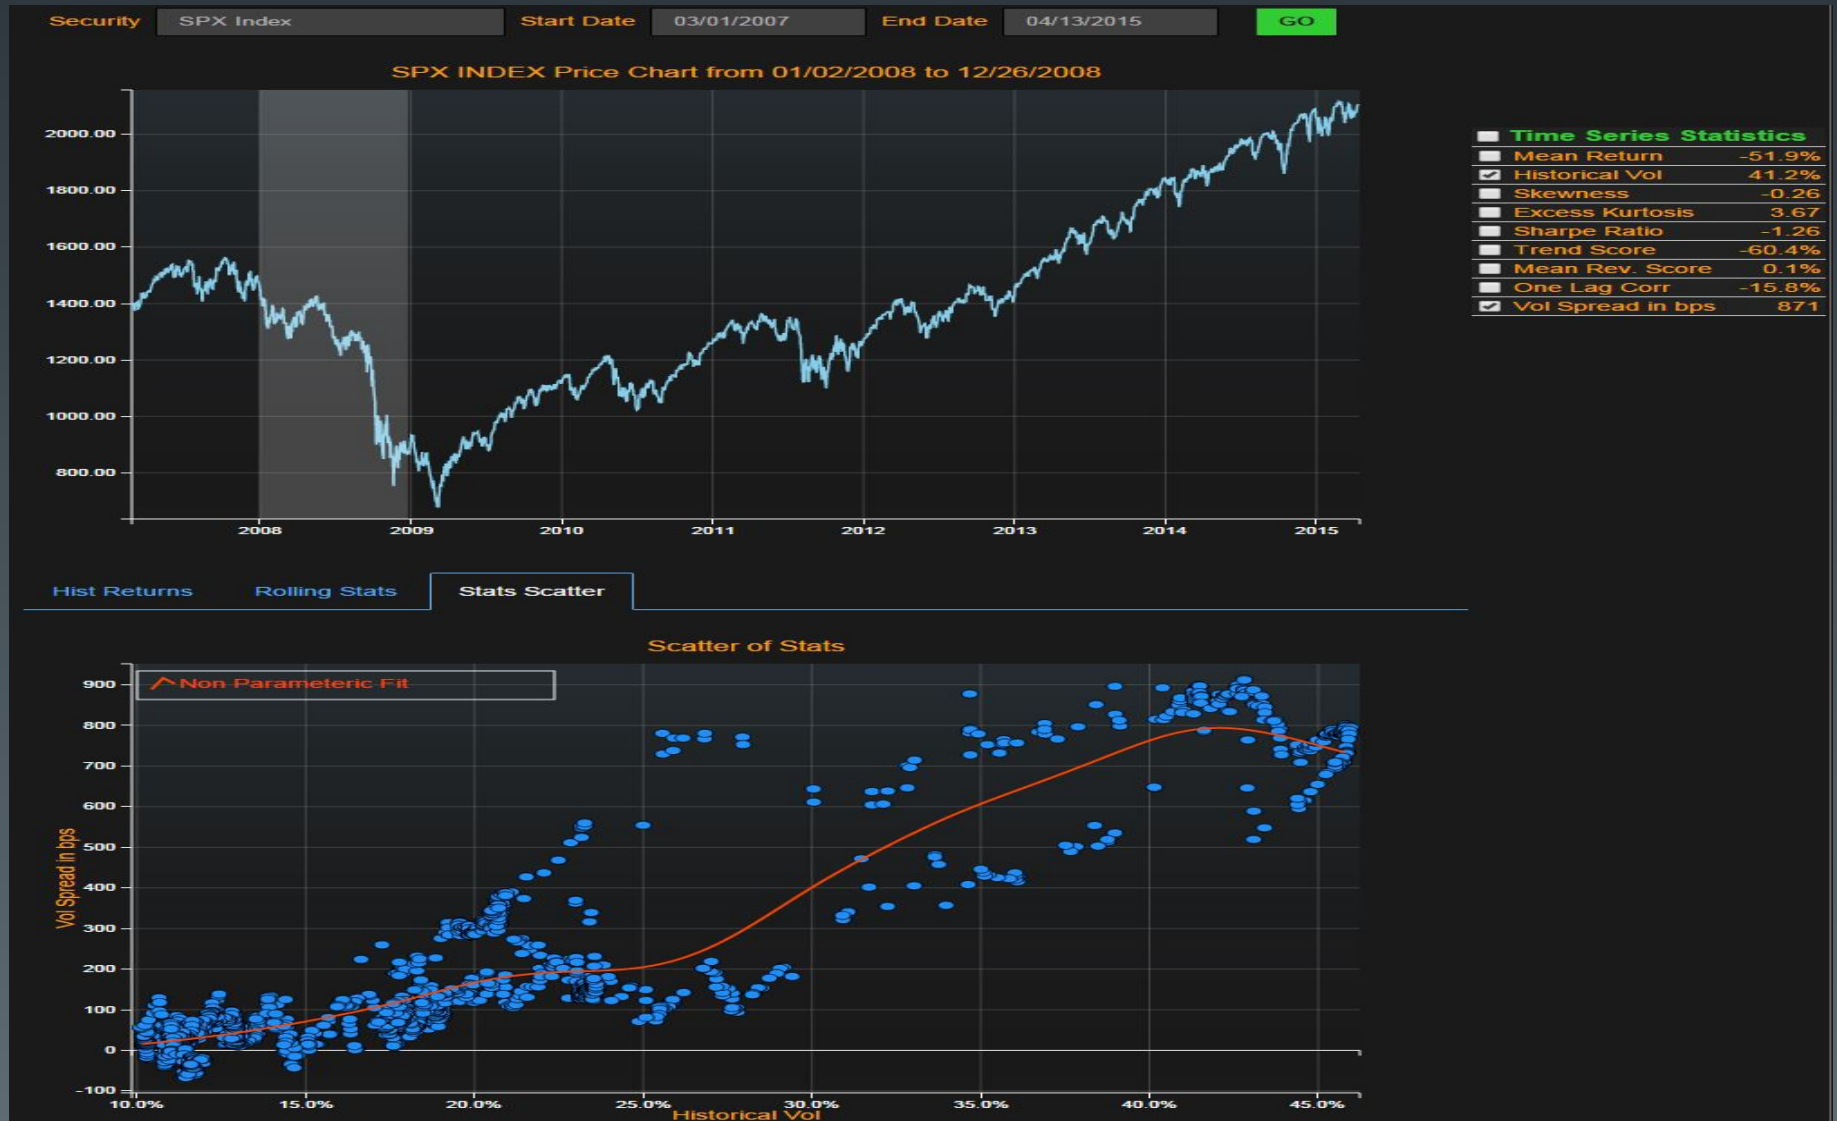 Security SPX Index Start Date 03/01/2007 End Date 04/13/2015 GO
SPX INDEX Price Chart from 01/02/2008 to 12/26/2008
2000.00
1800.00
1600.00
1400.00
1200.00
1000.00
800.00
2008 2009 2010 2011 2012 2013 2014 2015
Time Series Statistics
Mean Return -51.9%
Historical Vol 41.2%
Skewness -0.26
Excess Kurtosis 3.67
Sharpe Ratio -1.26
Trend Score -60.4%
Mean Rev. Score 0.1%
One Lag Corr -15.8%
Vol Spread in bps 871
Hist Returns Rolling Stats Stats Scatter
Scatter of Stats
Non Parameteric Fit
900
800
700
600
500
400
300
200
100
0
-100
Vol Spread in bps
10.0% 15.0% 20.0% 25.0% 30.0% 35.0% 40.0% 45.0%
Historical Vol